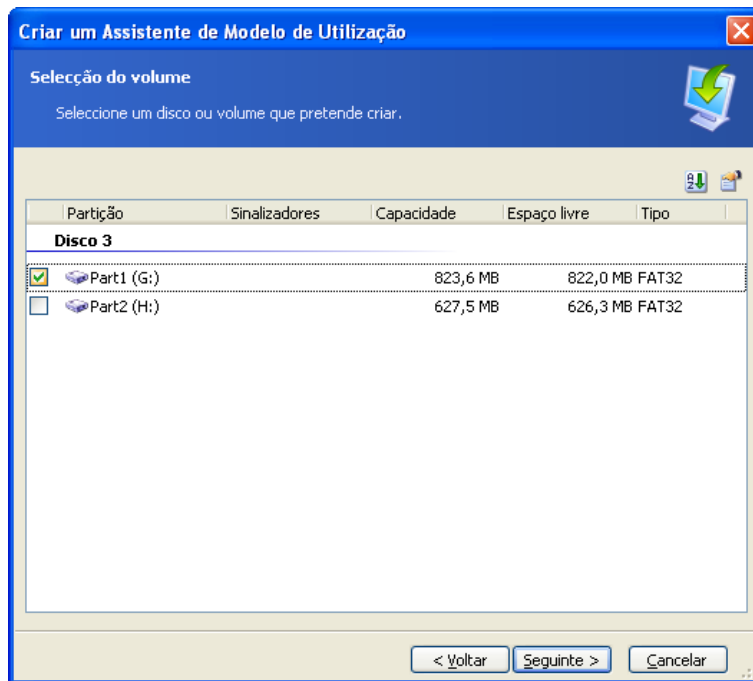 Criar um Assistente de Modelo de Utilização
Selecção do volume
Seleccione um disco ou volume que pretende criar.
Partição Sinalizadores Capacidade Espaço livre Tipo
Disco 3
Part1 (G:) 823,6 MB 822,0 MB FAT32
Part2 (H:) 627,5 MB 626,3 MB FAT32
< Voltar Seguinte > Cancelar